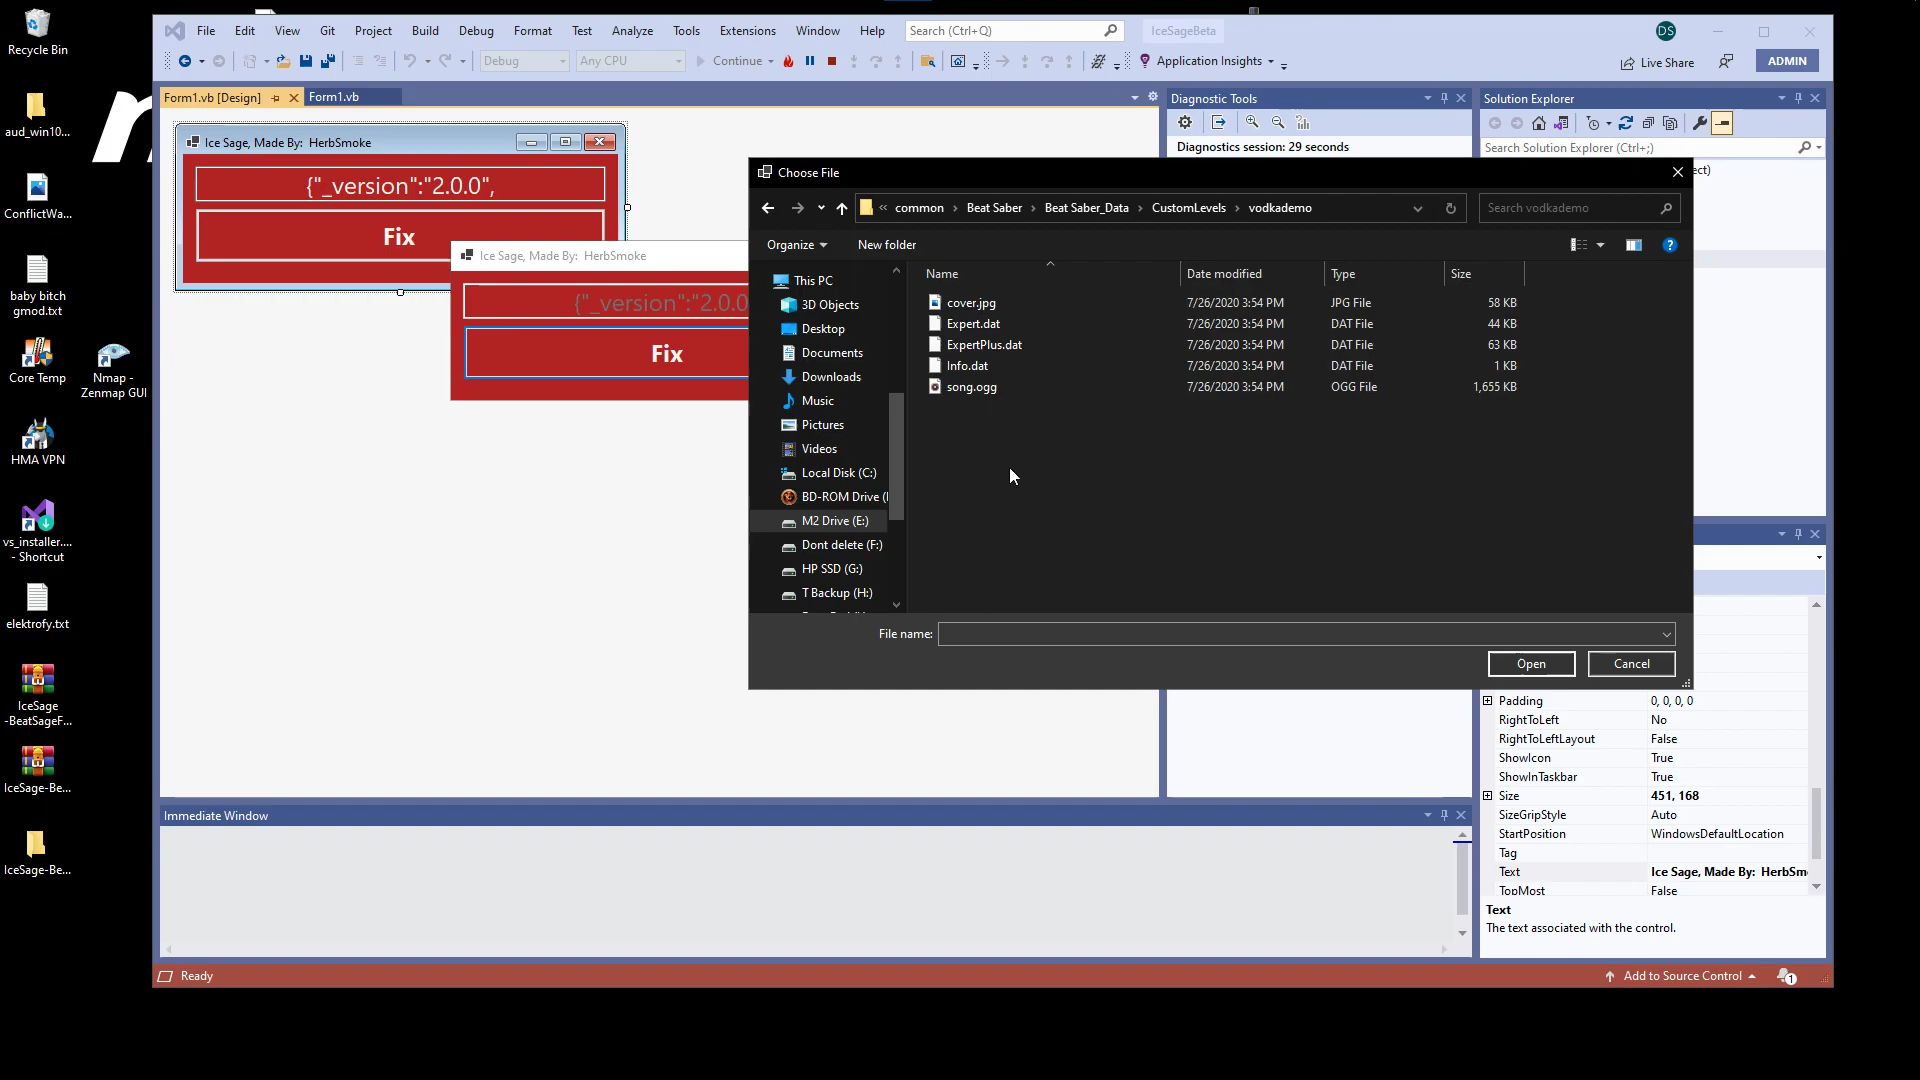 Recycle Bin
aud_win10...
ConflictWa...
baby bitch
gmod.txt
Core Temp
Nmap -
Zenmap GUI
HMA VPN
vs_installer....
- Shortcut
elektrofy.txt
IceSage
-BeatSageF...
IceSage-Be...
IceSage-Be...
File Edit View Git Project Build Debug Format Test Analyze Tools Extensions Window Help
Search (Ctrl+Q)
IceSageBeta
DS
Debug
Any CPU
Continue
Application Insights
Live Share
ADMIN
Form1.vb [Design]
Form1.vb
Ice Sage, Made By: HerbSmoke
{"_version":"2.0.0",
Fix
Ice Sage, Made By: HerbSmoke
{"_version":"2.0.0
Fix
Diagnostic Tools
Diagnostics session: 29 seconds
Solution Explorer
Search Solution Explorer (Ctrl+;)
ect)
Choose File
« common > Beat Saber > Beat Saber_Data > CustomLevels > vodkademo
Search vodkademo
Organize
New folder
This PC
3D Objects
Desktop
Documents
Downloads
Music
Pictures
Videos
Local Disk (C:)
BD-ROM Drive (
M2 Drive (E:)
Dont delete (F:)
HP SSD (G:)
T Backup (H:)
Name Date modified Type Size
cover.jpg 7/26/2020 3:54 PM JPG File 58 KB
Expert.dat 7/26/2020 3:54 PM DAT File 44 KB
ExpertPlus.dat 7/26/2020 3:54 PM DAT File 63 KB
Info.dat 7/26/2020 3:54 PM DAT File 1 KB
song.ogg 7/26/2020 3:54 PM OGG File 1,655 KB
File name:
Open
Cancel
Padding 0, 0, 0, 0
RightToLeft No
RightToLeftLayout False
ShowIcon True
ShowInTaskbar True
Size 451, 168
SizeGripStyle Auto
StartPosition WindowsDefaultLocation
Tag
Text Ice Sage, Made By: HerbSm
TopMost False
Text
The text associated with the control.
Immediate Window
Ready
Add to Source Control
1